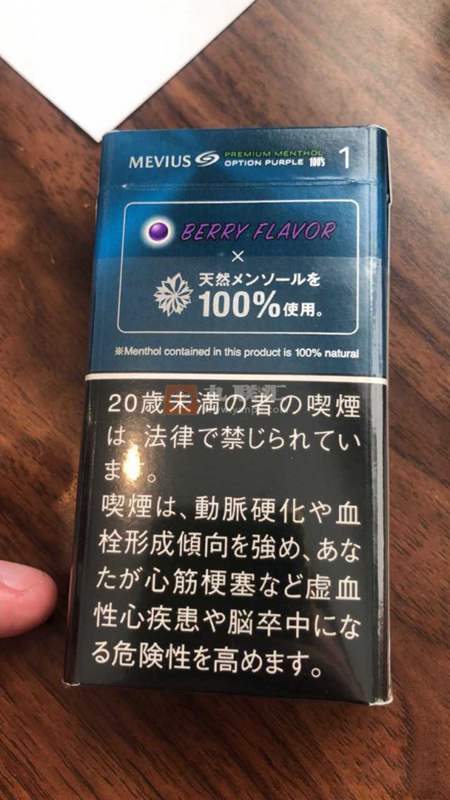 MEVIUS PREMIUM MENTHOL OPTION PURPLE 100's 1
BERRY FLAVOR
×
天然メンソールを
100%使用。
※Menthol contained in this product is 100% natural
20歳未満の者の喫煙
は、法律で禁じられてい
ます。
喫煙は、動脈硬化や血
栓形成傾向を強め、あな
たが心筋梗塞など虚血
性心疾患や脳卒中にな
る危険性を高めます。